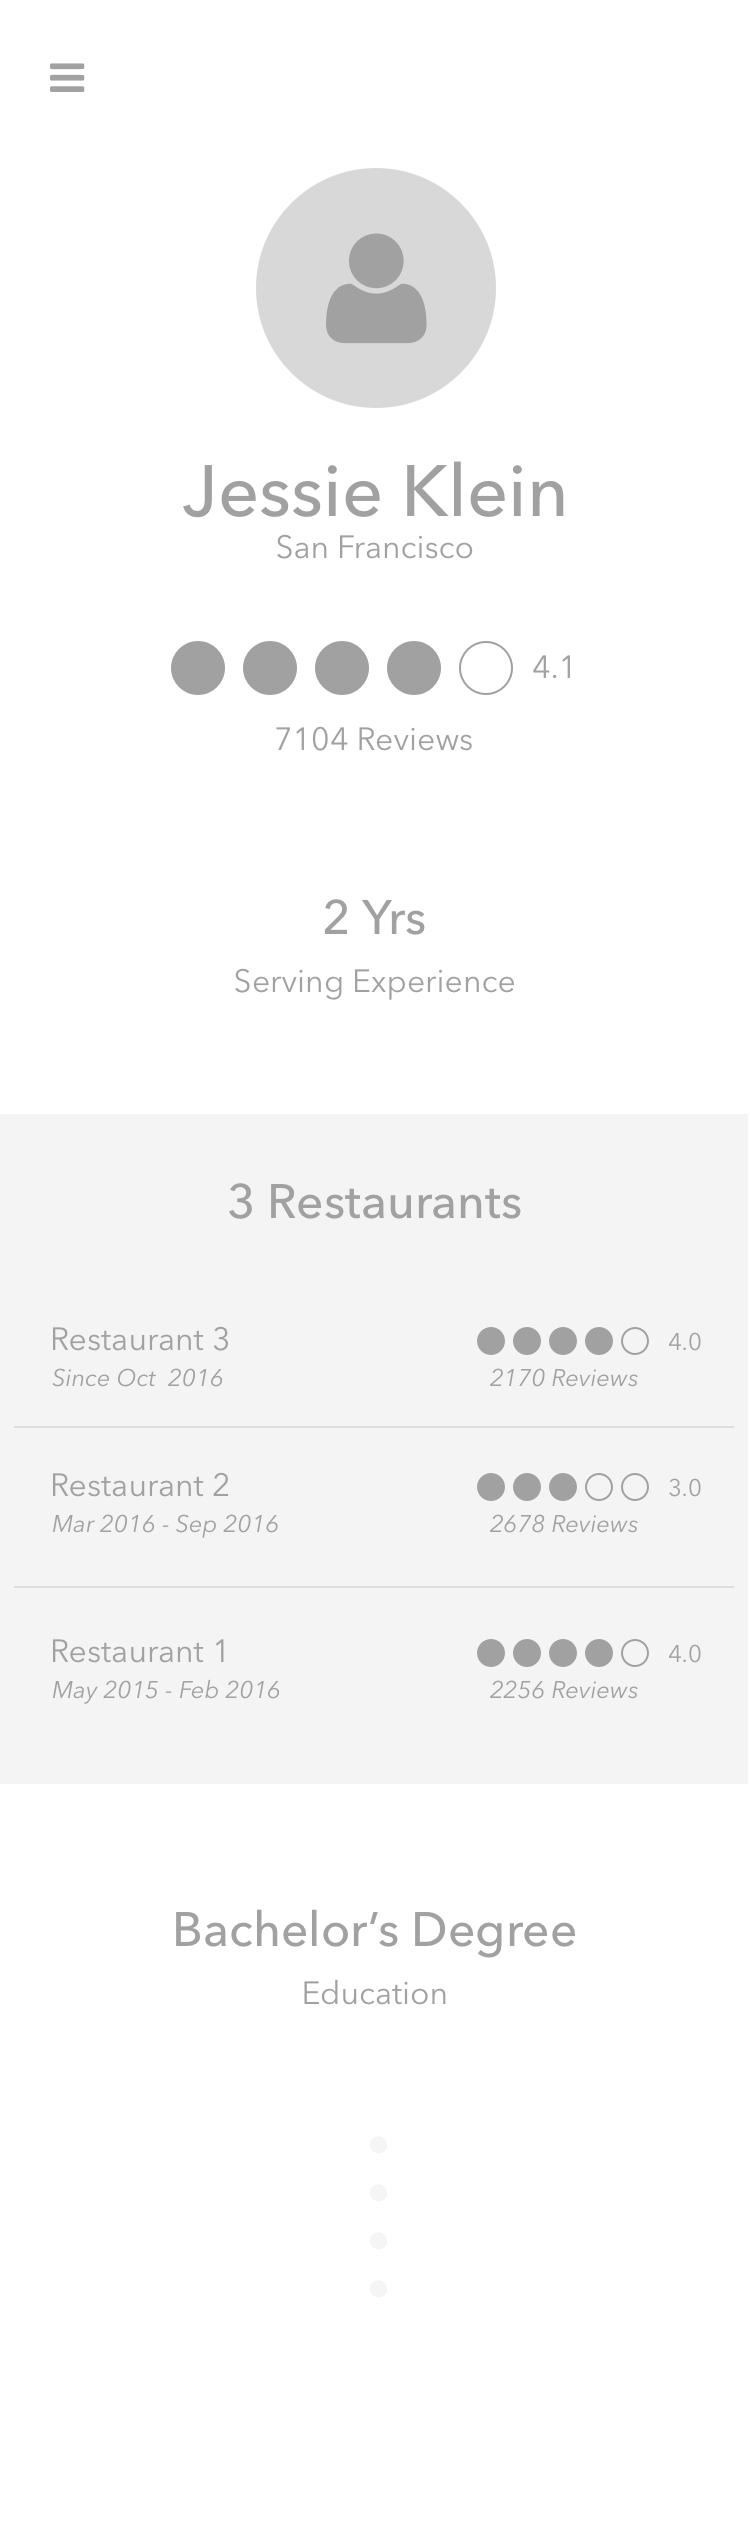 Jessie Klein
San Francisco
4.1
7104 Reviews
2 Yrs
Serving Experience
3 Restaurants
Restaurant 3 4.0
Since Oct  2016 2170 Reviews
Restaurant 2 3.0
Mar 2016 - Sep 2016 2678 Reviews
Restaurant 1 4.0
May 2015 - Feb 2016 2256 Reviews
Bachelor’s Degree
Education